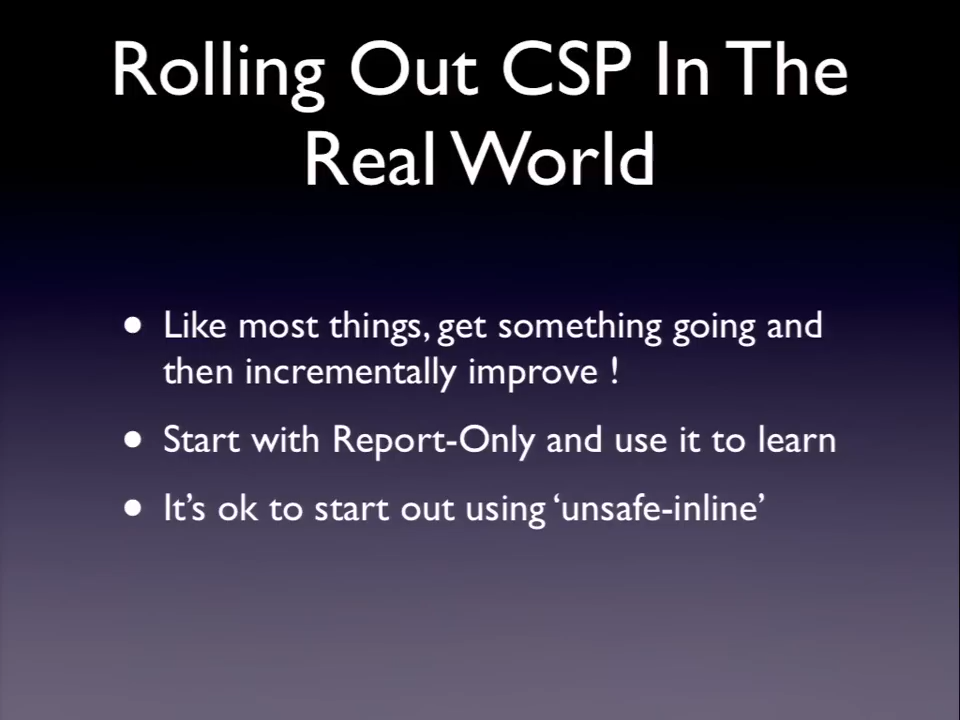 Rolling Out CSP In The
Real World
• Like most things, get something going and
then incrementally improve !
• Start with Report-Only and use it to learn
• It’s ok to start out using ‘unsafe-inline’